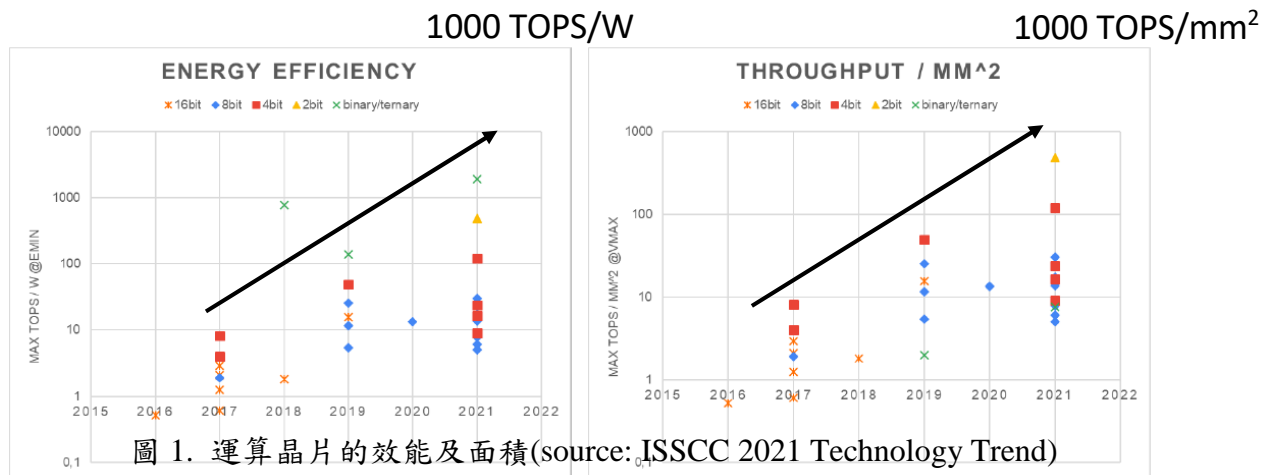 1000 TOPS/W
1000 TOPS/mm²
ENERGY EFFICIENCY
16bit 8bit 4bit 2bit binary/ternary
MAX TOPS / W @EMIN
10000
1000
100
10
1
0,1
2015 2016 2017 2018 2019 2020 2021 2022
THROUGHPUT / MM^2
16bit 8bit 4bit 2bit binary/ternary
MAX TOPS / MM^2 @VMAX
1000
100
10
1
0,1
2015 2016 2017 2018 2019 2020 2021 2022
圖 1. 運算晶片的效能及面積(source: ISSCC 2021 Technology Trend)